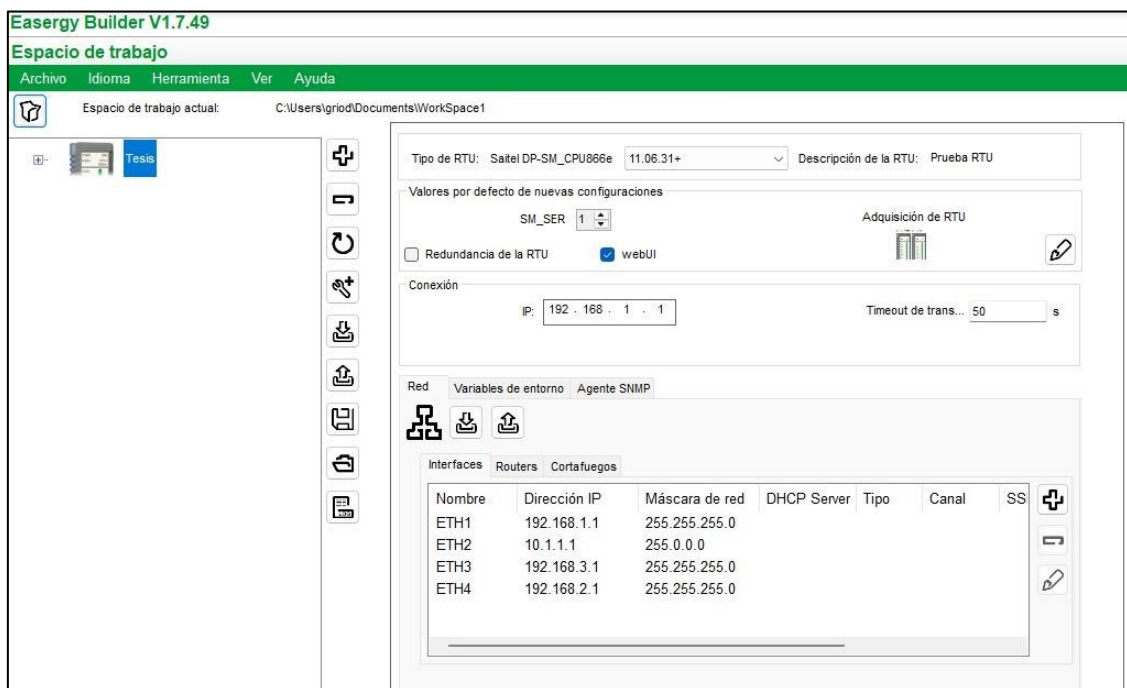 Easergy Builder V1.7.49
Espacio de trabajo
Archivo Idioma Herramienta Ver Ayuda
Espacio de trabajo actual: C:\Users\griod\Documents\WorkSpace1
Tesis
Tipo de RTU: Saitel DP-SM_CPU866e 11.06.31+ Descripción de la RTU: Prueba RTU
Valores por defecto de nuevas configuraciones
SM_SER 1 Adquisición de RTU
Redundancia de la RTU webUI
Conexión
IP: 192 . 168 . 1 . 1 Timeout de trans... 50 s
Red Variables de entorno Agente SNMP
Interfaces Routers Cortafuegos
Nombre Dirección IP Máscara de red DHCP Server Tipo Canal SS
ETH1 192.168.1.1 255.255.255.0
ETH2 10.1.1.1 255.0.0.0
ETH3 192.168.3.1 255.255.255.0
ETH4 192.168.2.1 255.255.255.0